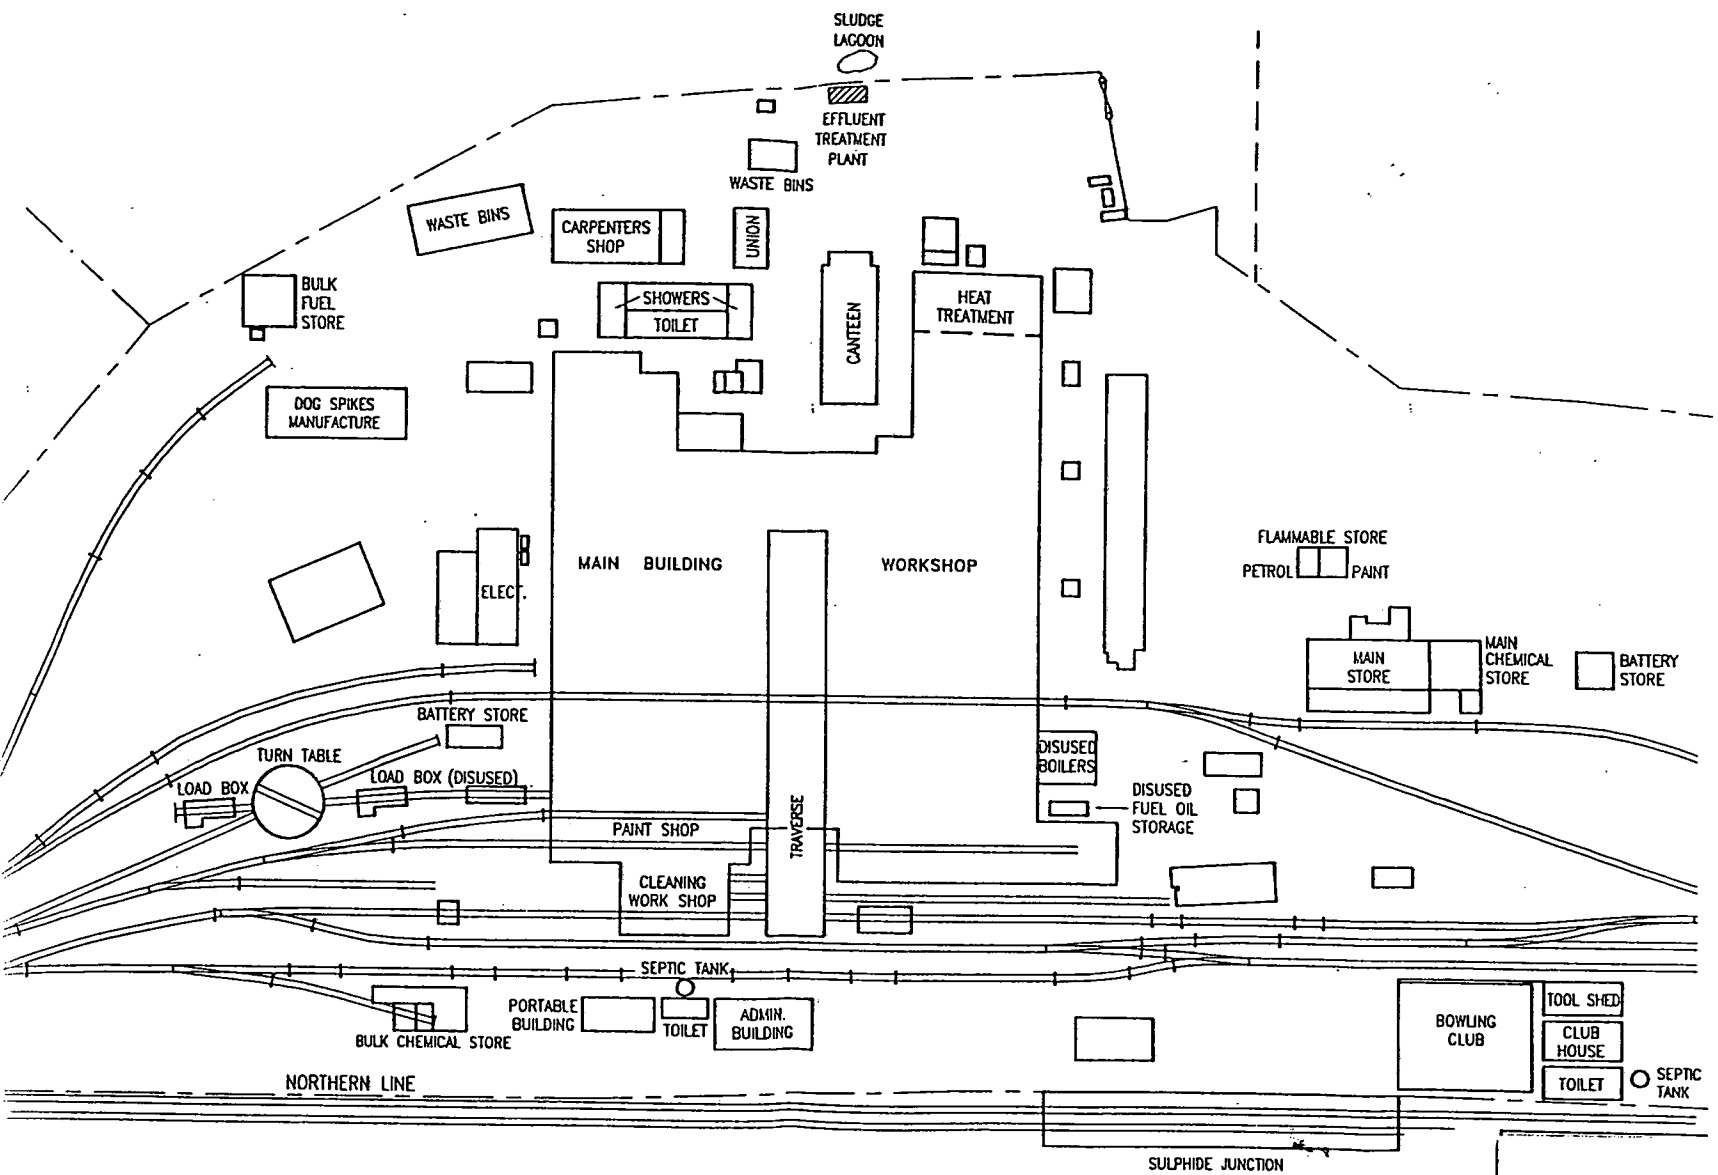 SLUDGE
LAGOON
EFFLUENT
TREATMENT
PLANT
WASTE BINS
WASTE BINS
CARPENTERS
SHOP
UNION
BULK
FUEL
STORE
SHOWERS
TOILET
CANTEEN
HEAT
TREATMENT
DOG SPIKES
MANUFACTURE
MAIN BUILDING
WORKSHOP
ELECT.
FLAMMABLE STORE
PETROL
PAINT
MAIN
STORE
MAIN
CHEMICAL
STORE
BATTERY
STORE
BATTERY STORE
TURN TABLE
LOAD BOX
LOAD BOX (DISUSED)
DISUSED
BOILERS
DISUSED
FUEL OIL
STORAGE
PAINT SHOP
TRAVERSE
CLEANING
WORK SHOP
SEPTIC TANK
PORTABLE
BUILDING
TOILET
ADMIN.
BUILDING
BULK CHEMICAL STORE
BOWLING
CLUB
TOOL SHED
CLUB
HOUSE
TOILET
SEPTIC
TANK
NORTHERN LINE
SULPHIDE JUNCTION